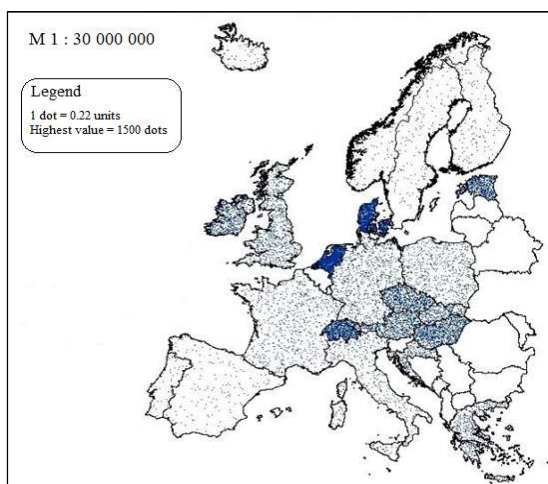 M 1 : 30 000 000
Legend
1 dot = 0.22 units
Highest value = 1500 dots